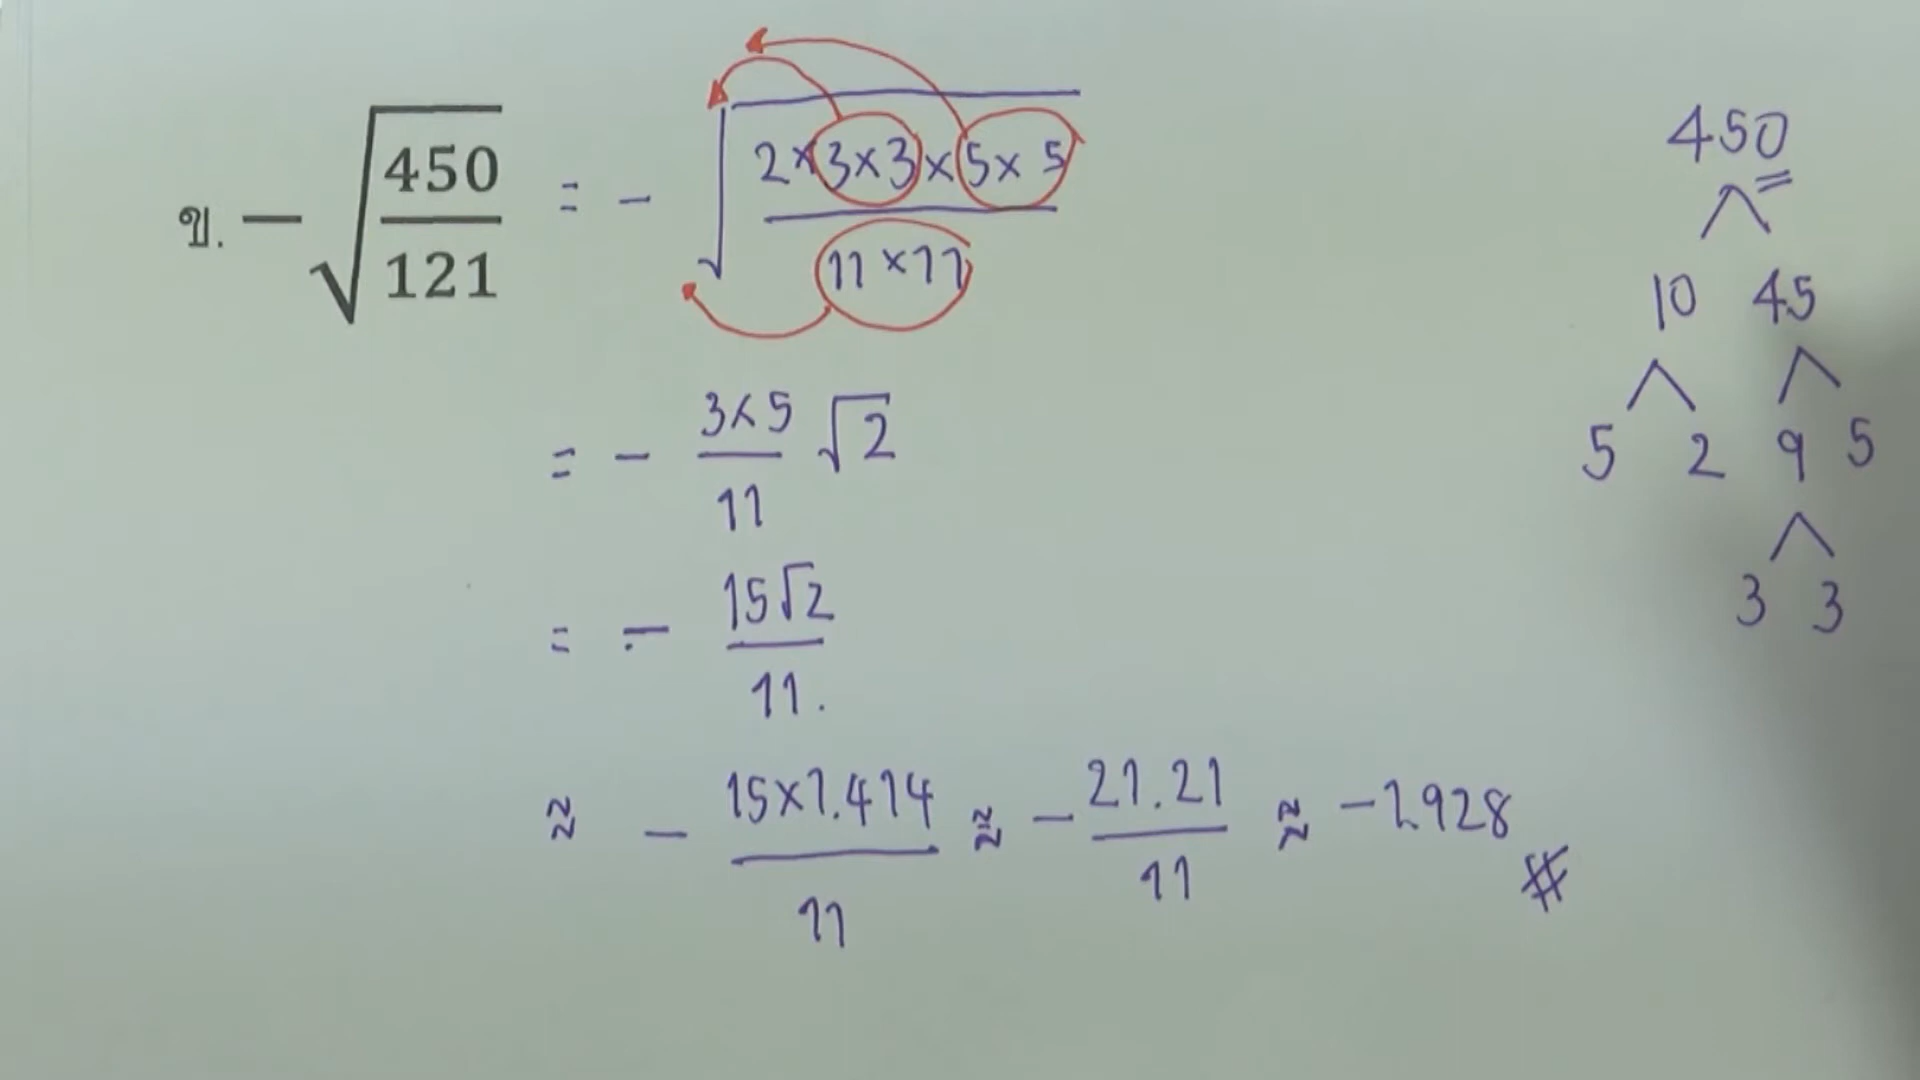 ข. −√(450/121) = − √((2×3×3×5×5)/(11×11))
= − (3×5)/11 √2
= − 15√2/11.
≈ − (15×1.414)/11 ≈ − 21.21/11 ≈ −1.928 #
450
10 45
5 2 9 5
3 3